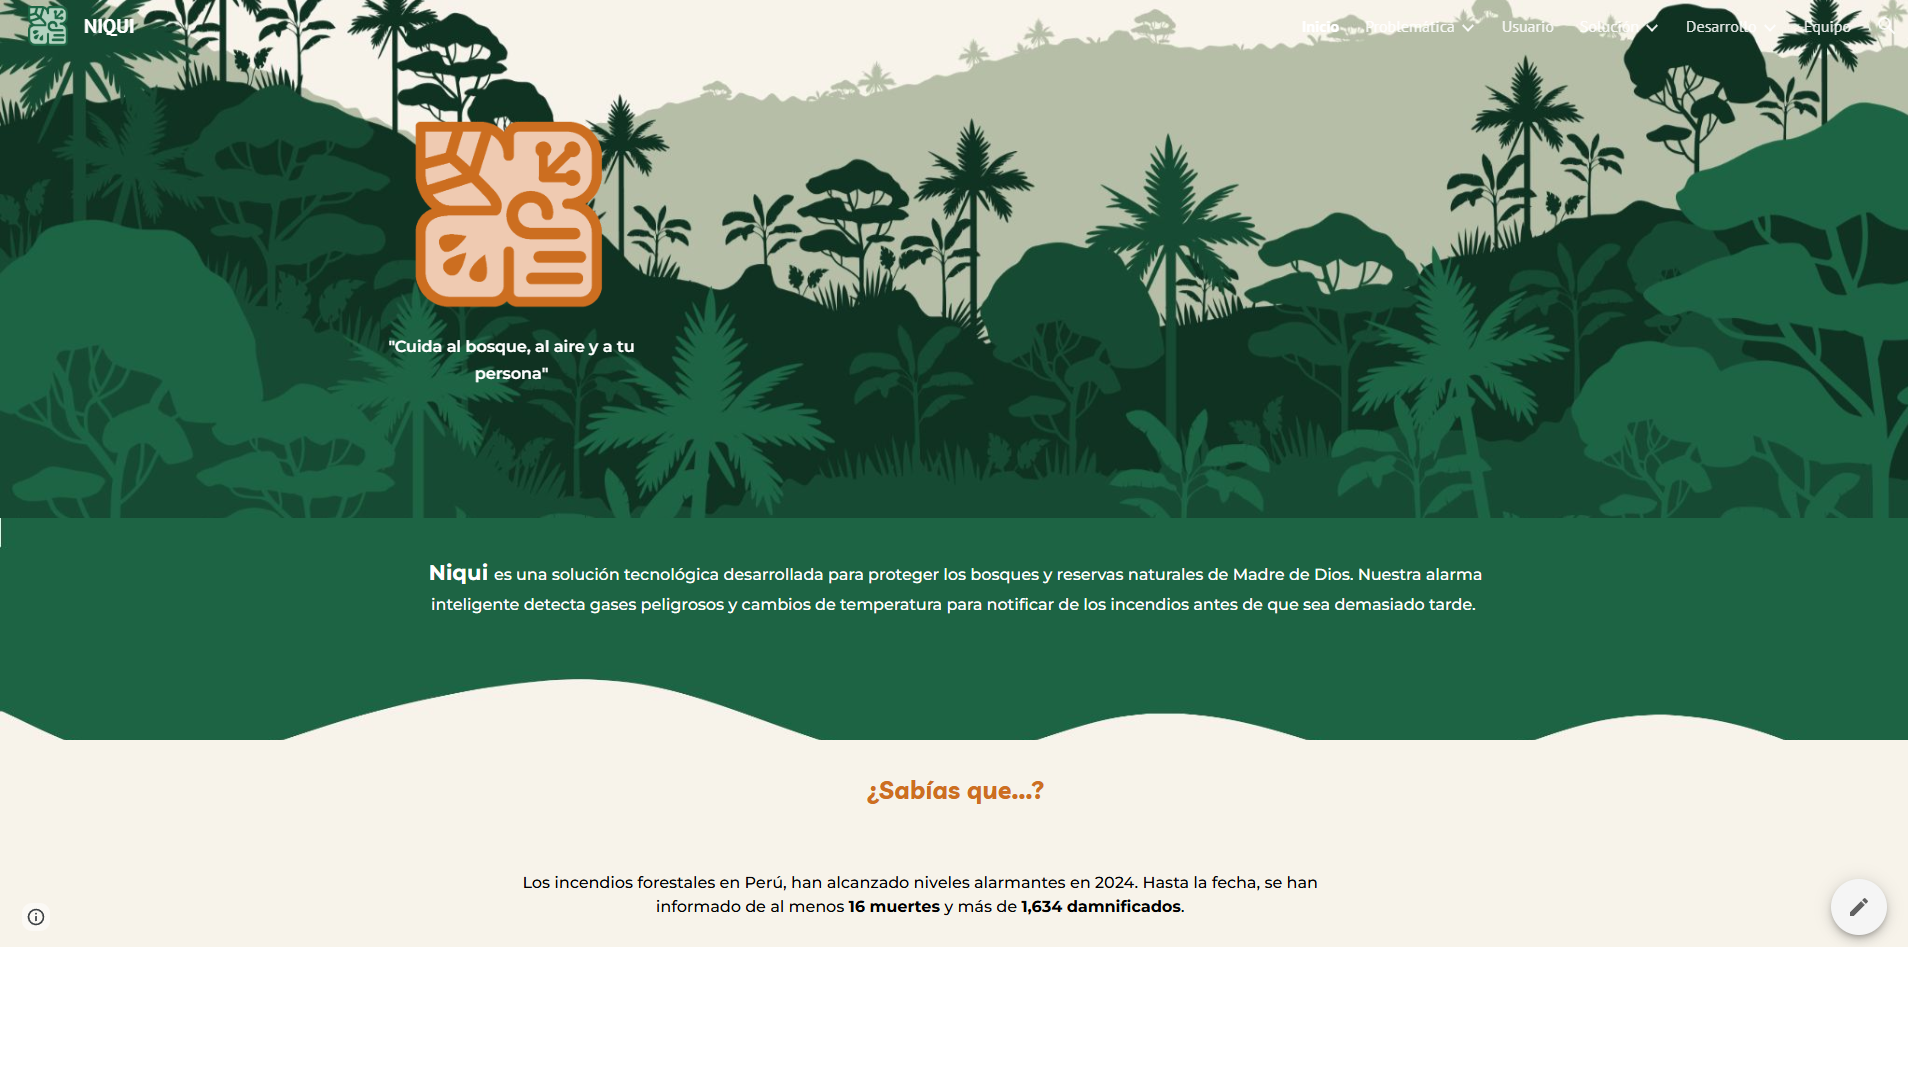 NIQUI
Inicio Problemática Usuario Solución Desarrollo Equipo
"Cuida al bosque, al aire y a tu
persona"
Niqui es una solución tecnológica desarrollada para proteger los bosques y reservas naturales de Madre de Dios. Nuestra alarma
inteligente detecta gases peligrosos y cambios de temperatura para notificar de los incendios antes de que sea demasiado tarde.
¿Sabías que...?
Los incendios forestales en Perú, han alcanzado niveles alarmantes en 2024. Hasta la fecha, se han
informado de al menos 16 muertes y más de 1,634 damnificados.